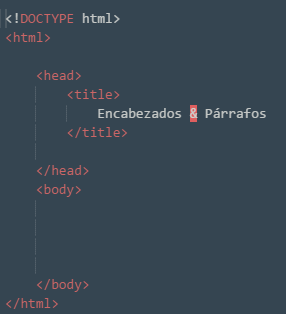 <!DOCTYPE html>
<html>
<head>
<title>
Encabezados & Párrafos
</title>
</head>
<body>
</body>
</html>